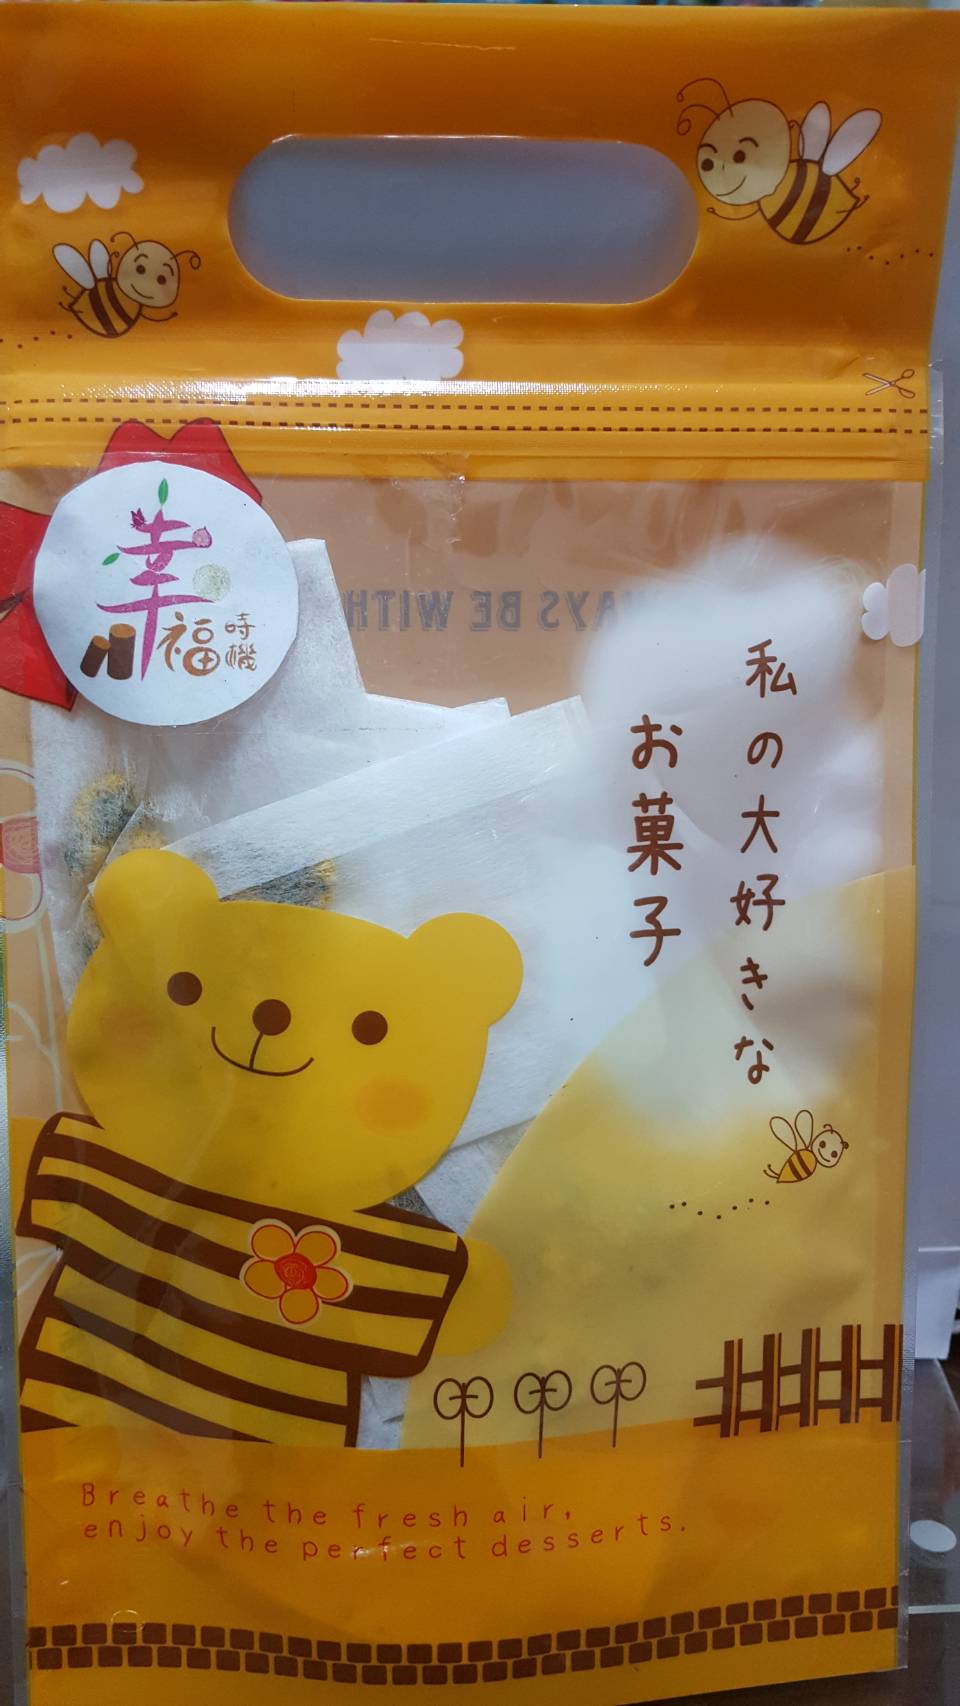 幸福時機
AYS BE WITH
私の大好きな
お菓子
Breathe the fresh air,
enjoy the perfect desserts.